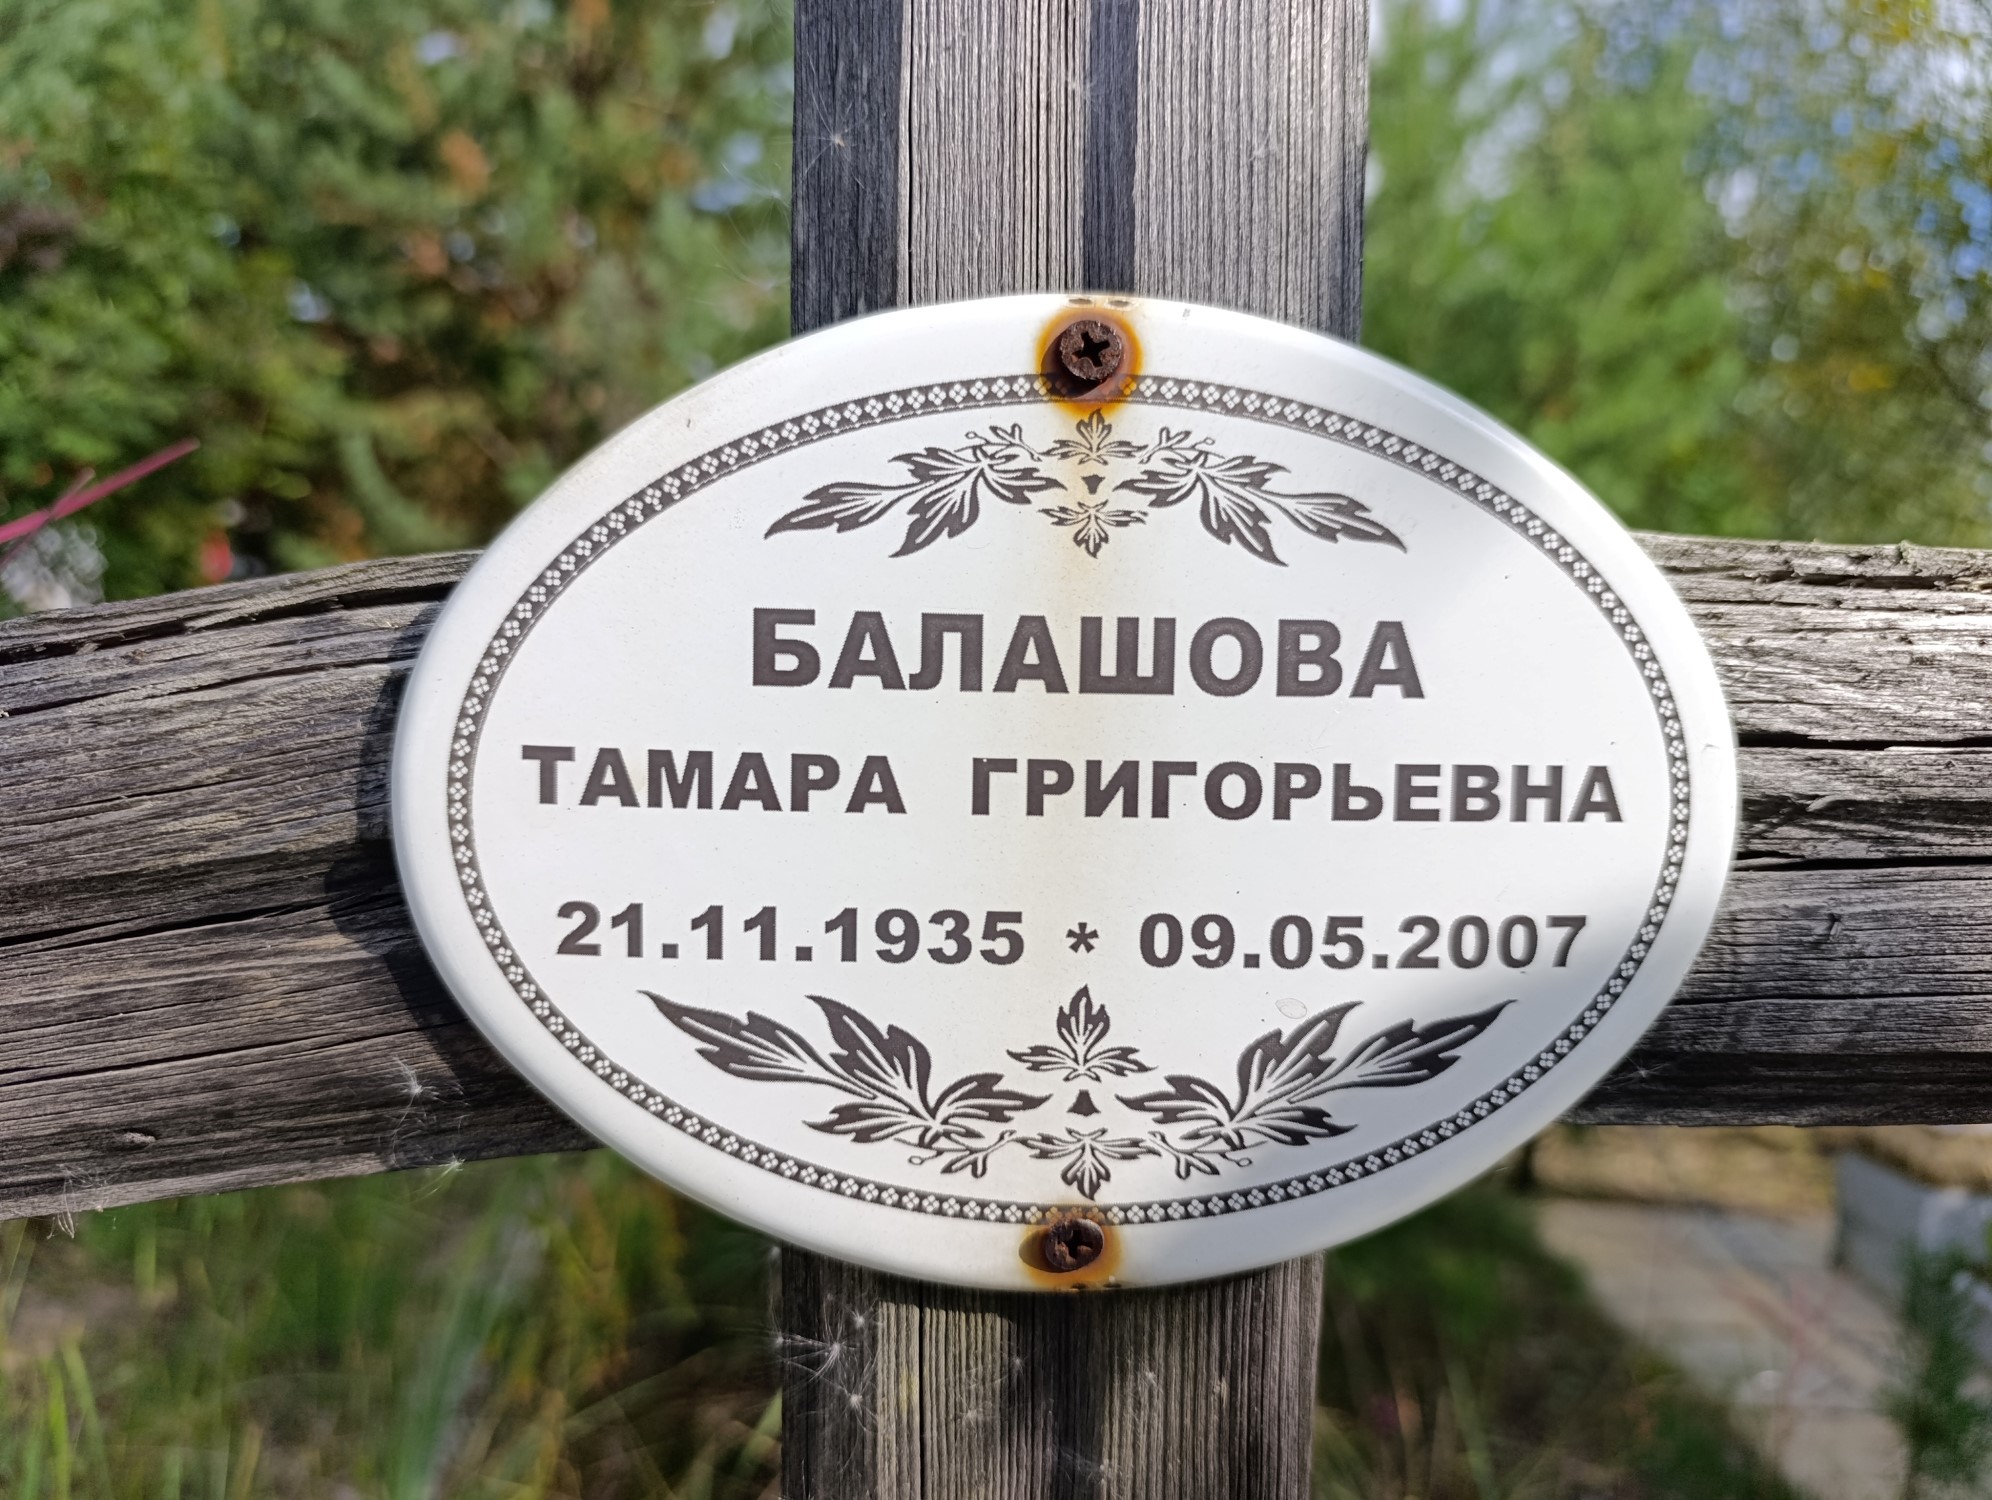 БАЛАШОВА
ТАМАРА ГРИГОРЬЕВНА
21.11.1935 * 09.05.2007